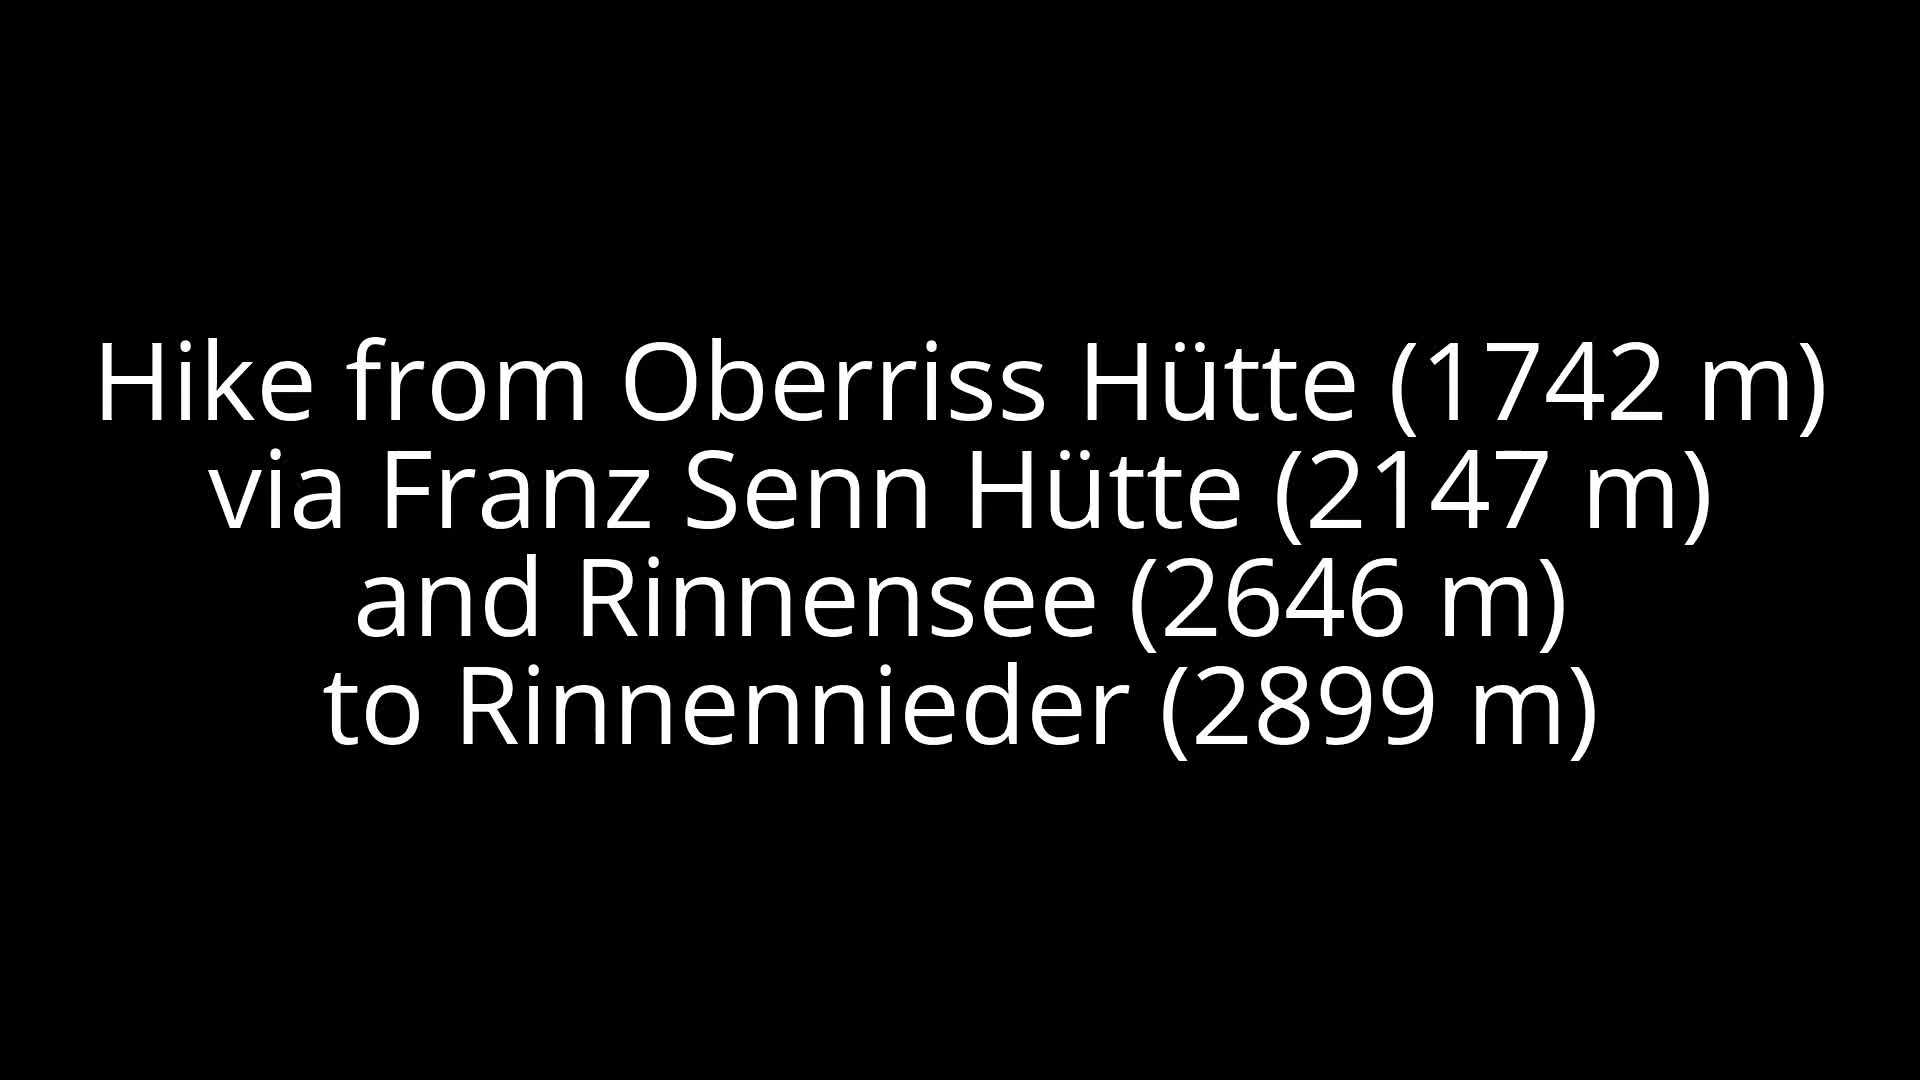 Hike from Oberriss Hütte (1742 m)
via Franz Senn Hütte (2147 m)
and Rinnensee (2646 m)
to Rinnennieder (2899 m)